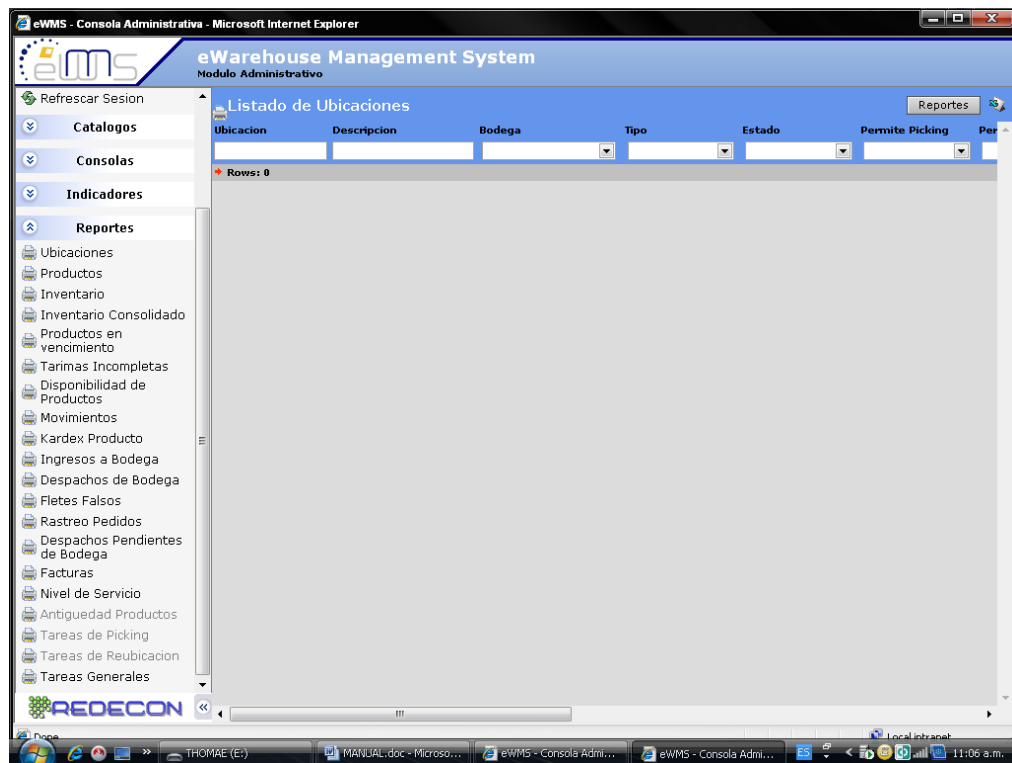 eWMS - Consola Administrativa - Microsoft Internet Explorer
eWms
eWarehouse Management System
Modulo Administrativo
Refrescar Sesion
Catalogos
Consolas
Indicadores
Reportes
Ubicaciones
Productos
Inventario
Inventario Consolidado
Productos en
vencimiento
Tarimas Incompletas
Disponibilidad de
Productos
Movimientos
Kardex Producto
Ingresos a Bodega
Despachos de Bodega
Fletes Falsos
Rastreo Pedidos
Despachos Pendientes
de Bodega
Facturas
Nivel de Servicio
Antiguedad Productos
Tareas de Picking
Tareas de Reubicacion
Tareas Generales
REDECON
Listado de Ubicaciones
Reportes
Ubicacion Descripcion Bodega Tipo Estado Permite Picking Per
Rows: 0
Done Local intranet
THOMAE (E:) MANUAL.doc - Microso... eWMS - Consola Admi... eWMS - Consola Admi... ES 11:06 a.m.